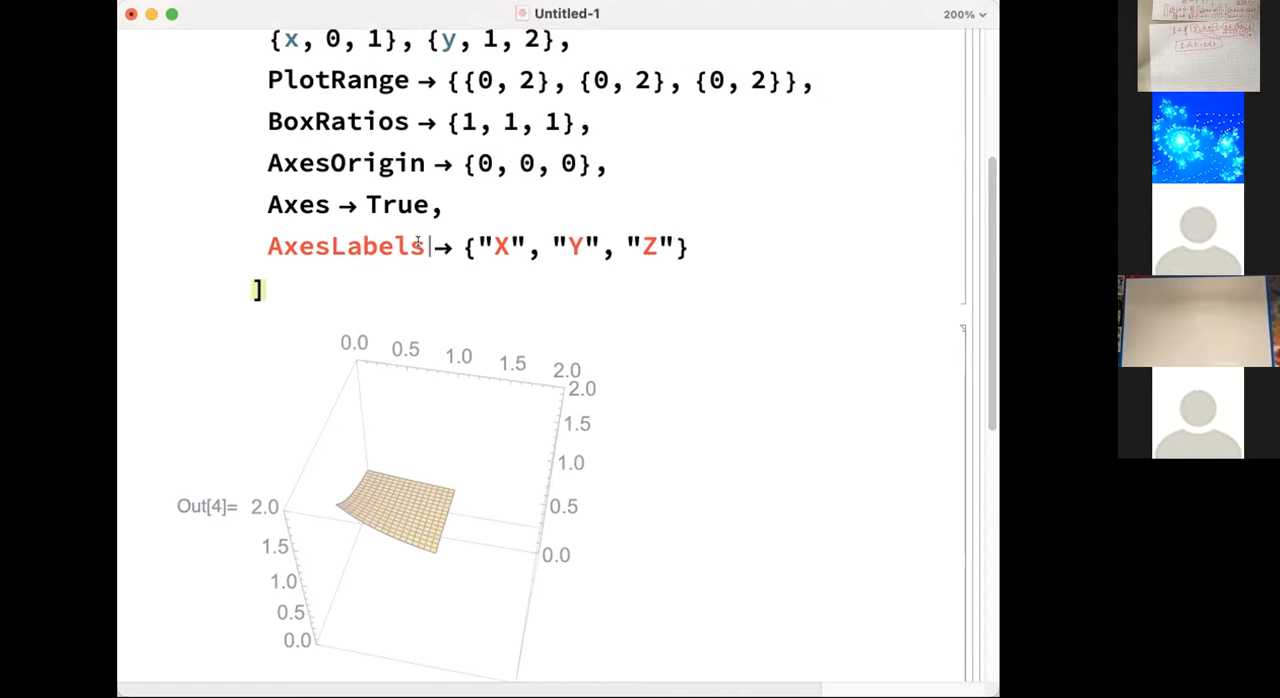 Untitled-1
200%
{x, 0, 1}, {y, 1, 2},
PlotRange → {{0, 2}, {0, 2}, {0, 2}},
BoxRatios → {1, 1, 1},
AxesOrigin → {0, 0, 0},
Axes → True,
AxesLabels → {"X", "Y", "Z"}
]
0.0 0.5 1.0 1.5 2.0
2.0
1.5
1.0
0.5
0.0
Out[4]=
2.0
1.5
1.0
0.5
0.0